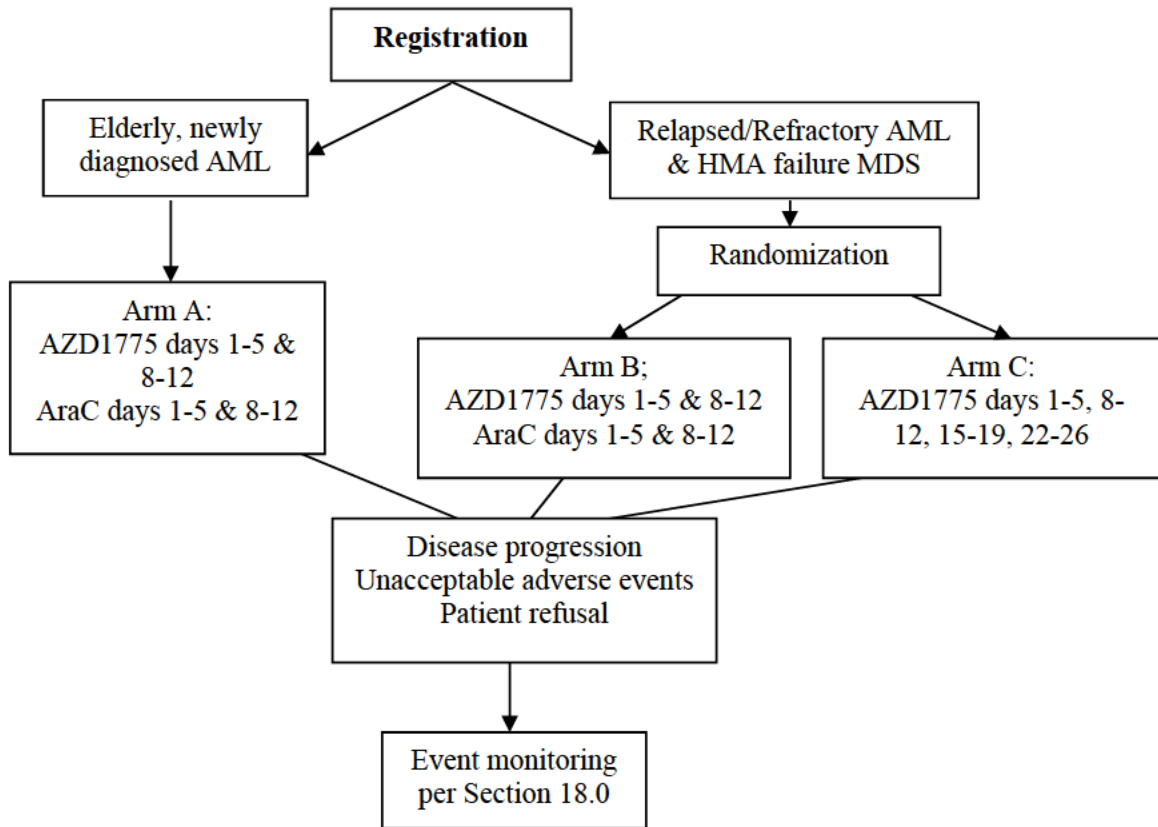 Registration
Elderly, newly
diagnosed AML
Relapsed/Refractory AML
& HMA failure MDS
Randomization
Arm A:
AZD1775 days 1-5 &
8-12
AraC days 1-5 & 8-12
Arm B;
AZD1775 days 1-5 & 8-12
AraC days 1-5 & 8-12
Arm C:
AZD1775 days 1-5, 8-
12, 15-19, 22-26
Disease progression
Unacceptable adverse events
Patient refusal
Event monitoring
per Section 18.0